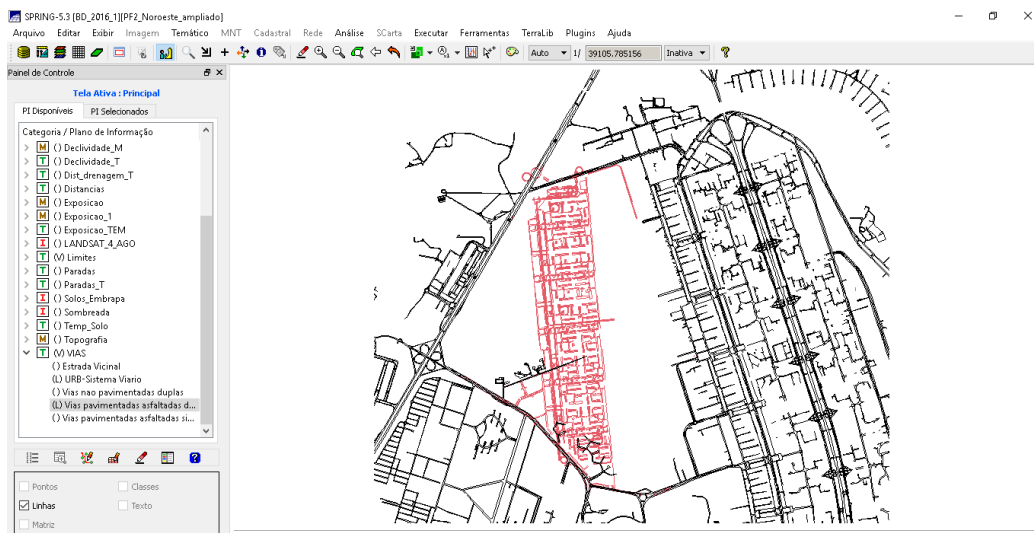 SPRING-5.3 [BD_2016_1][PF2_Noroeste_ampliado]
Arquivo Editar Exibir Imagem Temático MNT Cadastral Rede Análise SCarta Executar Ferramentas TerraLib Plugins Ajuda
Auto 1/ 39105.785156 Inativa
Painel de Controle
Tela Ativa : Principal
PI Disponíveis PI Selecionados
Categoria / Plano de Informação
M () Declividade_M
T () Declividade_T
T () Dist_drenagem_T
T () Distancias
M () Exposicao
M () Exposicao_1
T () Exposicao_TEM
I () LANDSAT_4_AGO
T (V) Limites
T () Paradas
T () Paradas_T
I () Solos_Embrapa
I () Sombreada
T () Temp_Solo
M () Topografia
T (V) VIAS
() Estrada Vicinal
(L) URB-Sistema Viario
() Vias nao pavimentadas duplas
(L) Vias pavimentadas asfaltadas d...
() Vias pavimentadas asfaltadas si...
Pontos Classes
Linhas Texto
Matriz